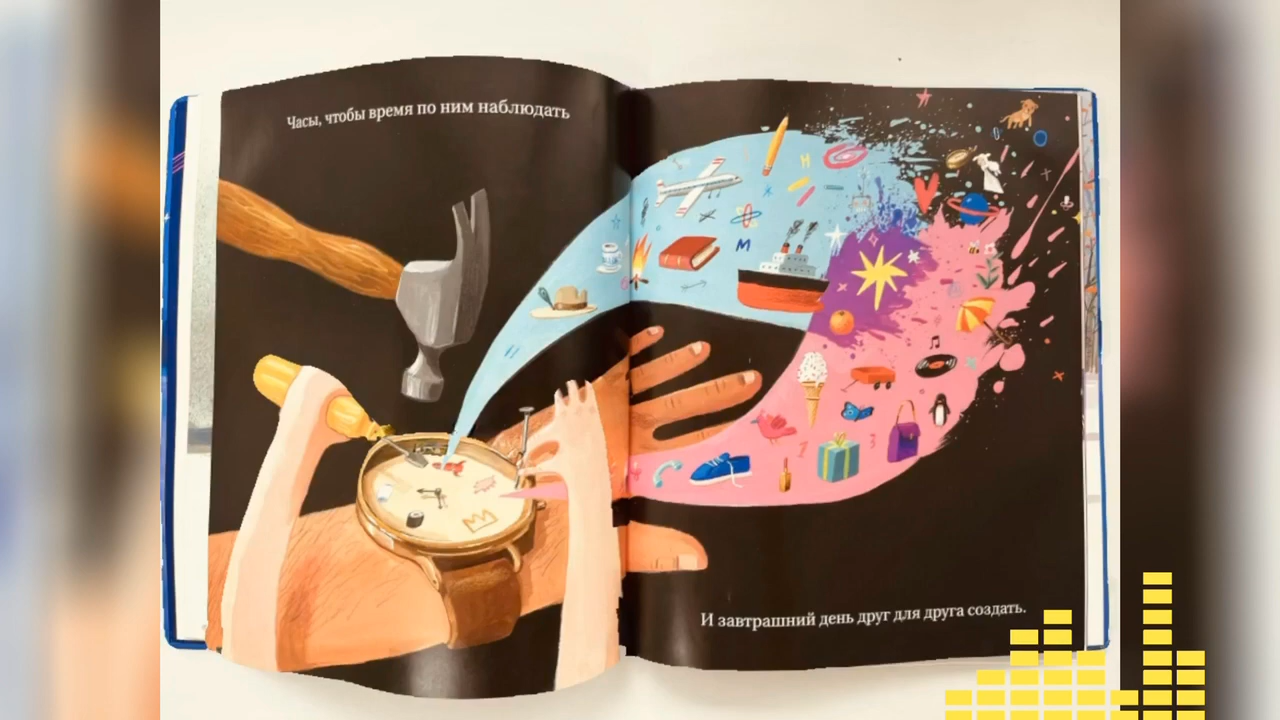 Часы, чтобы время по ним наблюдать
И завтрашний день друг для друга создать.